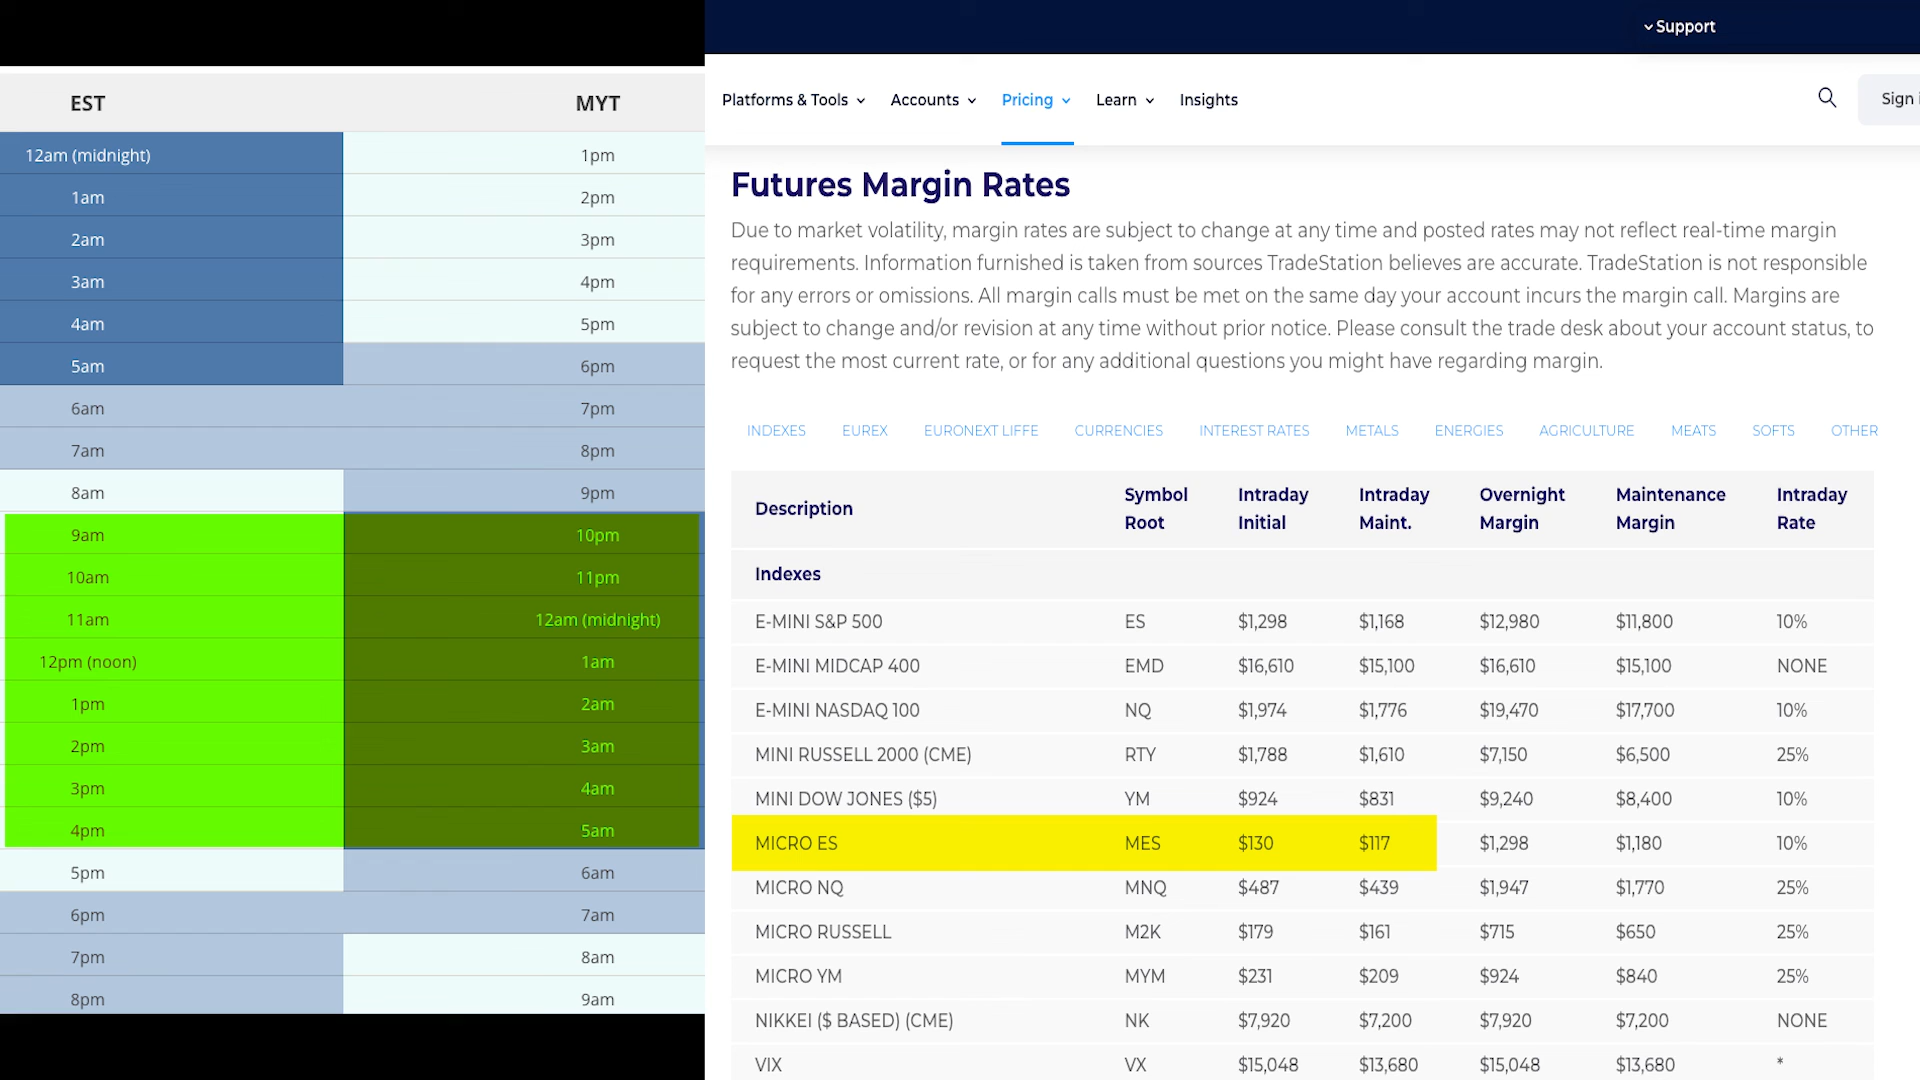 EST MYT
12am (midnight) 1pm
1am 2pm
2am 3pm
3am 4pm
4am 5pm
5am 6pm
6am 7pm
7am 8pm
8am 9pm
9am 10pm
10am 11pm
11am 12am (midnight)
12pm (noon) 1am
1pm 2am
2pm 3am
3pm 4am
4pm 5am
5pm 6am
6pm 7am
7pm 8am
8pm 9am
Support
Platforms & Tools Accounts Pricing Learn Insights Sign i
Futures Margin Rates
Due to market volatility, margin rates are subject to change at any time and posted rates may not reflect real-time margin
requirements. Information furnished is taken from sources TradeStation believes are accurate. TradeStation is not responsible
for any errors or omissions. All margin calls must be met on the same day your account incurs the margin call. Margins are
subject to change and/or revision at any time without prior notice. Please consult the trade desk about your account status, to
request the most current rate, or for any additional questions you might have regarding margin.
INDEXES EUREX EURONEXT LIFFE CURRENCIES INTEREST RATES METALS ENERGIES AGRICULTURE MEATS SOFTS OTHER
Description Symbol Root Intraday Initial Intraday Maint. Overnight Margin Maintenance Margin Intraday Rate
Indexes
E-MINI S&P 500 ES $1,298 $1,168 $12,980 $11,800 10%
E-MINI MIDCAP 400 EMD $16,610 $15,100 $16,610 $15,100 NONE
E-MINI NASDAQ 100 NQ $1,974 $1,776 $19,470 $17,700 10%
MINI RUSSELL 2000 (CME) RTY $1,788 $1,610 $7,150 $6,500 25%
MINI DOW JONES ($5) YM $924 $831 $9,240 $8,400 10%
MICRO ES MES $130 $117 $1,298 $1,180 10%
MICRO NQ MNQ $487 $439 $1,947 $1,770 25%
MICRO RUSSELL M2K $179 $161 $715 $650 25%
MICRO YM MYM $231 $209 $924 $840 25%
NIKKEI ($ BASED) (CME) NK $7,920 $7,200 $7,920 $7,200 NONE
VIX VX $15,048 $13,680 $15,048 $13,680 *